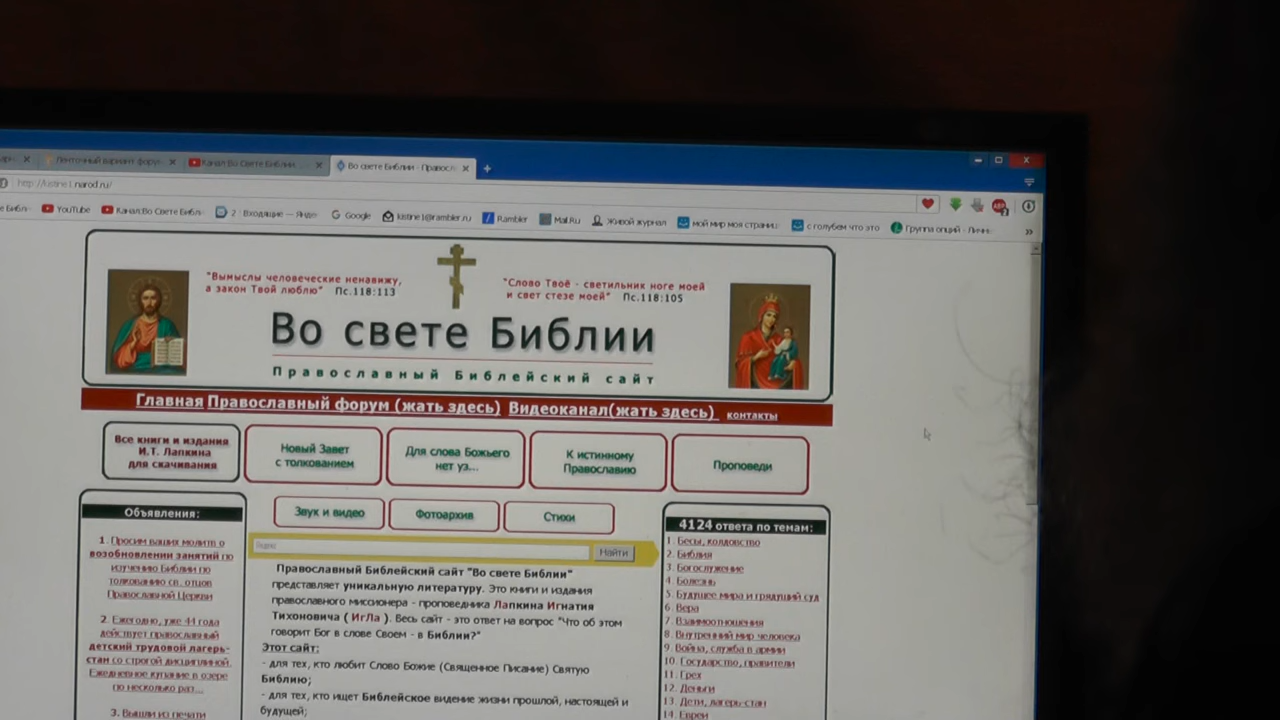 Ленточный вариант фору
Канал Во Свете Библии
Во свете Библии - Правосл
narod.ru/
YouTube
Канал:Во Свете Библ
2 · Входящие — Янде
Google
Rambler
Mail.Ru
Живой журнал
мой мир моя страниц
с голубем что это
Группа опций : Личн
"Вымыслы человеческие ненавижу,
а закон Твой люблю" Пс.118:113
"Слово Твоё - светильник ноге моей
и свет стезе моей" Пс.118:105
Во свете Библии
Православный Библейский сайт
Главная Православный форум (жать здесь) Видеоканал(жать здесь) контакты
Все книги и издания
И.Т. Лапкина
для скачивания
Новый Завет
с толкованием
Для слова Божьего
нет уз...
К истинному
Православию
Проповеди
Звук и видео
Фотоархив
Стихи
Найти
Объявления:
1. Просим ваших молитв о
возобновлении занятий по
изучению Библии по
толкованию св. отцов
Православной Церкви
2. Ежегодно, уже 44 года
действует православный
детский трудовой лагерь-
стан со строгой дисциплиной.
Ежедневное купание в озере
по несколько раз...
3. Вышли из печати
Православный Библейский сайт "Во свете Библии"
представляет уникальную литературу. Это книги и издания
православного миссионера - проповедника Лапкина Игнатия
Тихоновича ( ИгЛа ). Весь сайт - это ответ на вопрос "Что об этом
говорит Бог в слове Своем - в Библии?"
Этот сайт:
- для тех, кто любит Слово Божие (Священное Писание) Святую
Библию;
- для тех, кто ищет Библейское видение жизни прошлой, настоящей и
будущей;
4124 ответа по темам:
1. Бесы, колдовство
2. Библия
3. Богослужение
4. Болезнь
5. Будущее мира и грядущий суд
6. Вера
7. Взаимоотношения
8. Внутренний мир человека
9. Война, служба в армии
10. Государство, правители
11. Грех
12. Деньги
13. Дети, лагерь-стан
14. Евреи